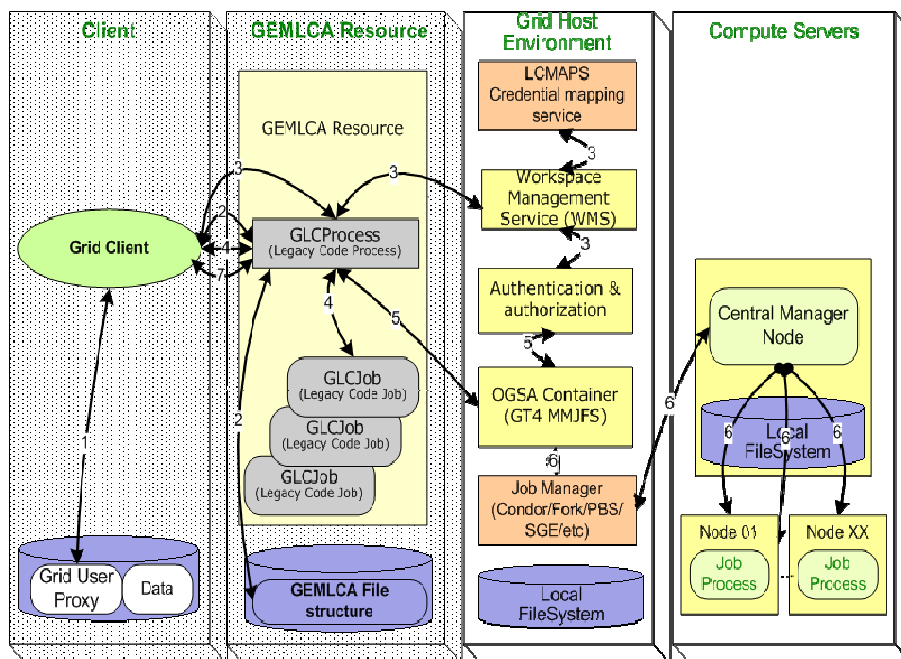 Client
GEMLCA Resource
Grid Host
Environment
Compute Servers
LCMAPS
Credential mapping
service
GEMLCA Resource
3
3
3
Workspace
Management
Service (WMS)
2
GLCProcess
(Legacy Code Process)
Grid Client
4
7
3
Authentication &
authorization
4
5
5
Central Manager
Node
GLCJob
(Legacy Code Job)
OGSA Container
(GT4 MMJFS)
6
2
GLCJob
(Legacy Code Job)
1
6
6
6
Local
FileSystem
6
GLCJob
(Legacy Code Job)
Job Manager
(Condor/Fork/PBS/
SGE/etc)
Node 01
Node XX
Job
Process
Job
Process
Grid User
Proxy
Data
GEMLCA File
structure
Local
FileSystem